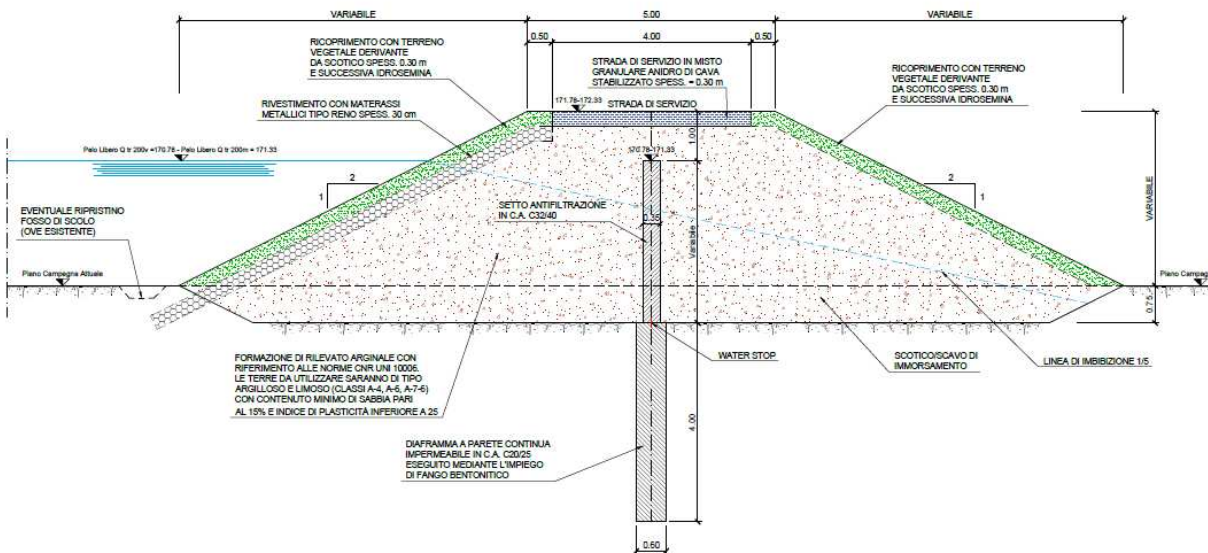 VARIABILE
5.00
VARIABILE
0.50
4.00
0.50
RICOPRIMENTO CON TERRENO
VEGETALE DERIVANTE
DA SCOTICO SPESS. 0.30 m
E SUCCESSIVA IDROSEMINA
STRADA DI SERVIZIO IN MISTO
GRANULARE ANIDRO DI CAVA
STABILIZZATO SPESS. = 0.30 m
RICOPRIMENTO CON TERRENO
VEGETALE DERIVANTE
DA SCOTICO SPESS. 0.30 m
E SUCCESSIVA IDROSEMINA
RIVESTIMENTO CON MATERASSI
METALLICI TIPO RENO SPESS. 30 cm
171.78-172.33
STRADA DI SERVIZIO
1.00
Pelo Libero Q tr 200v =170.78 - Pelo Libero Q tr 200m = 171.33
170.78-171.33
2
1
2
1
VARIABILE
SETTO ANTIFILTRAZIONE
IN C.A. C32/40
0.35
Variabile
EVENTUALE RIPRISTINO
FOSSO DI SCOLO
(OVE ESISTENTE)
Piano Campagna Attuale
Piano Campag
0.75
WATER STOP
SCOTICO/SCAVO DI
IMMORSAMENTO
LINEA DI IMBIBIZIONE 1/5
FORMAZIONE DI RILEVATO ARGINALE CON
RIFERIMENTO ALLE NORME CNR UNI 10006.
LE TERRE DA UTILIZZARE SARANNO DI TIPO
ARGILLOSO E LIMOSO (CLASSI A-4, A-6, A-7-6)
CON CONTENUTO MINIMO DI SABBIA PARI
AL 15% E INDICE DI PLASTICITÀ INFERIORE A 25
4.00
DIAFRAMMA A PARETE CONTINUA
IMPERMEABILE IN C.A. C20/25
ESEGUITO MEDIANTE L'IMPIEGO
DI FANGO BENTONITICO
0.60